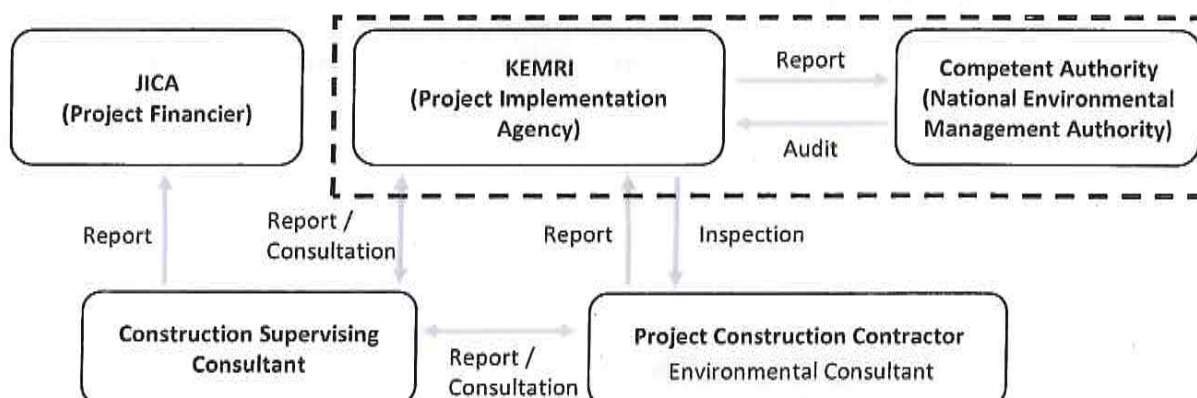 JICA
(Project Financier)
KEMRI
(Project Implementation
Agency)
Report
Audit
Competent Authority
(National Environmental
Management Authority)
Report
Report /
Consultation
Report
Inspection
Construction Supervising
Consultant
Report /
Consultation
Project Construction Contractor
Environmental Consultant